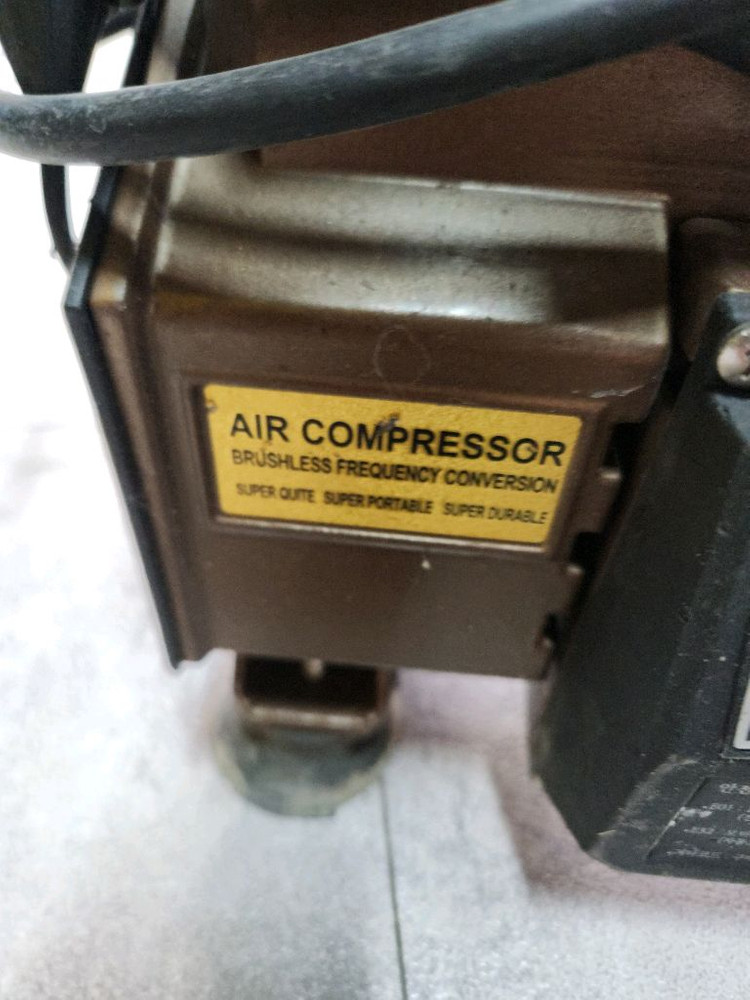 AIR COMPRESSOR
BRUSHLESS FREQUENCY CONVERSION
SUPER QUITE SUPER PORTABLE SUPER DURABLE